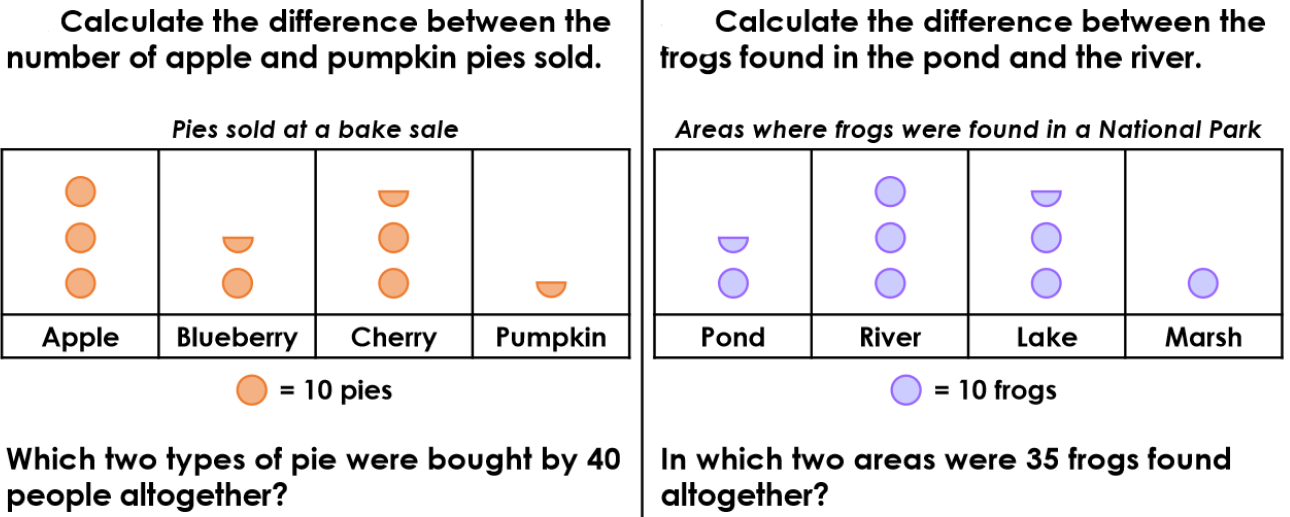 Calculate the difference between the
number of apple and pumpkin pies sold.
Pies sold at a bake sale
Apple Blueberry Cherry Pumpkin
= 10 pies
Which two types of pie were bought by 40
people altogether?
Calculate the difference between the
frogs found in the pond and the river.
Areas where frogs were found in a National Park
Pond River Lake Marsh
= 10 frogs
In which two areas were 35 frogs found
altogether?